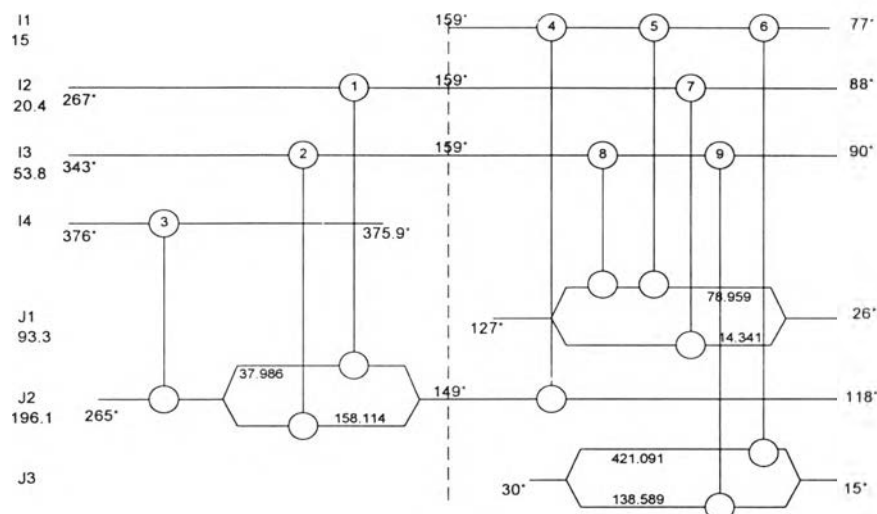 I1 159° 4 5 6 77°
15
I2 1 159° 7 88°
20.4 267°
I3 2 159° 8 9 90°
53.8 343°
I4 3
376° 375.9°
78.959
J1 127° 26°
93.3
14.341
37.986
J2 149° 118°
196.1 265° 158.114
421.091
J3 30° 15°
138.589